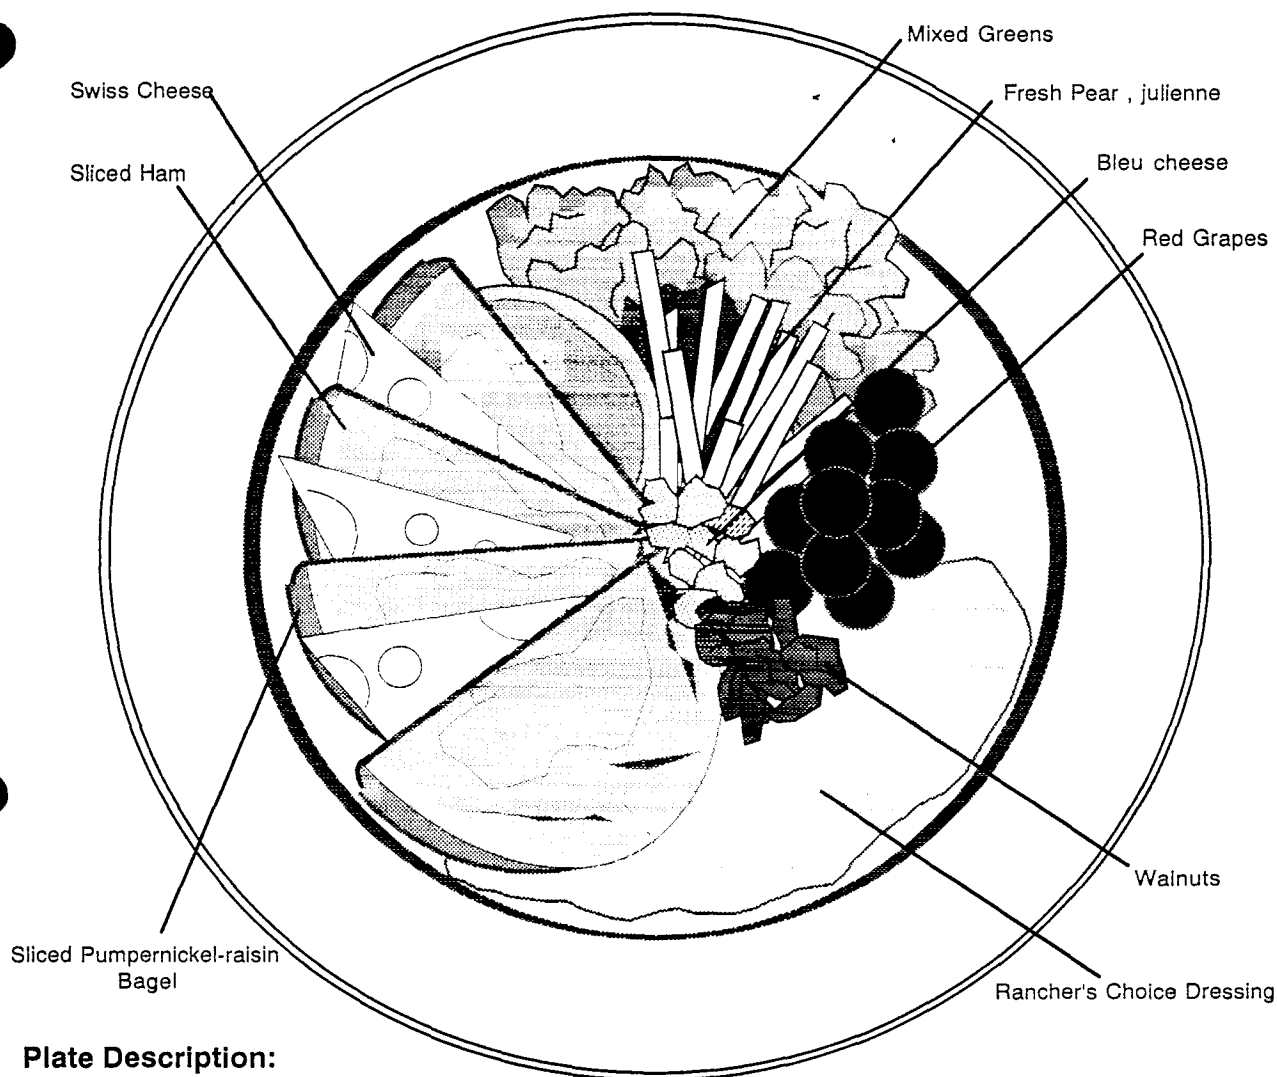 Mixed Greens
Swiss Cheese
Fresh Pear , julienne
Sliced Ham
Bleu cheese
Red Grapes
Walnuts
Sliced Pumpernickel-raisin
Bagel
Rancher's Choice Dressing
Plate Description: